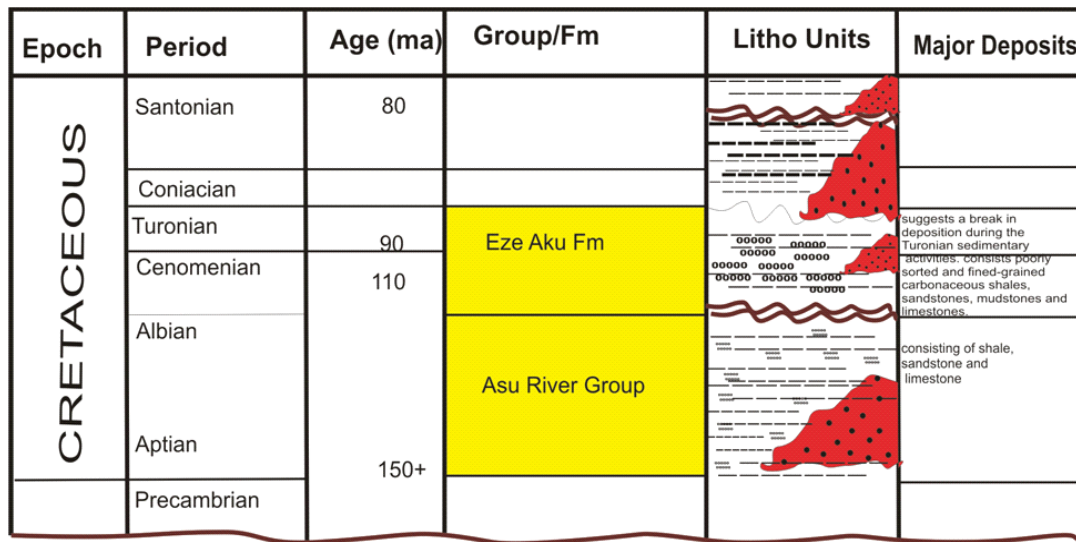 Epoch Period Age (ma) Group/Fm Litho Units Major Deposits
CRETACEOUS
Santonian 80
Coniacian
Turonian 90 Eze Aku Fm
Cenomenian 110
suggests a break in
deposition during the
Turonian sedimentary
activities. consists poorly
sorted and fined-grained
carbonaceous shales,
sandstones, mudstones and
limestones.
Albian
Asu River Group
consisting of shale,
sandstone and
limestone
Aptian 150+
Precambrian